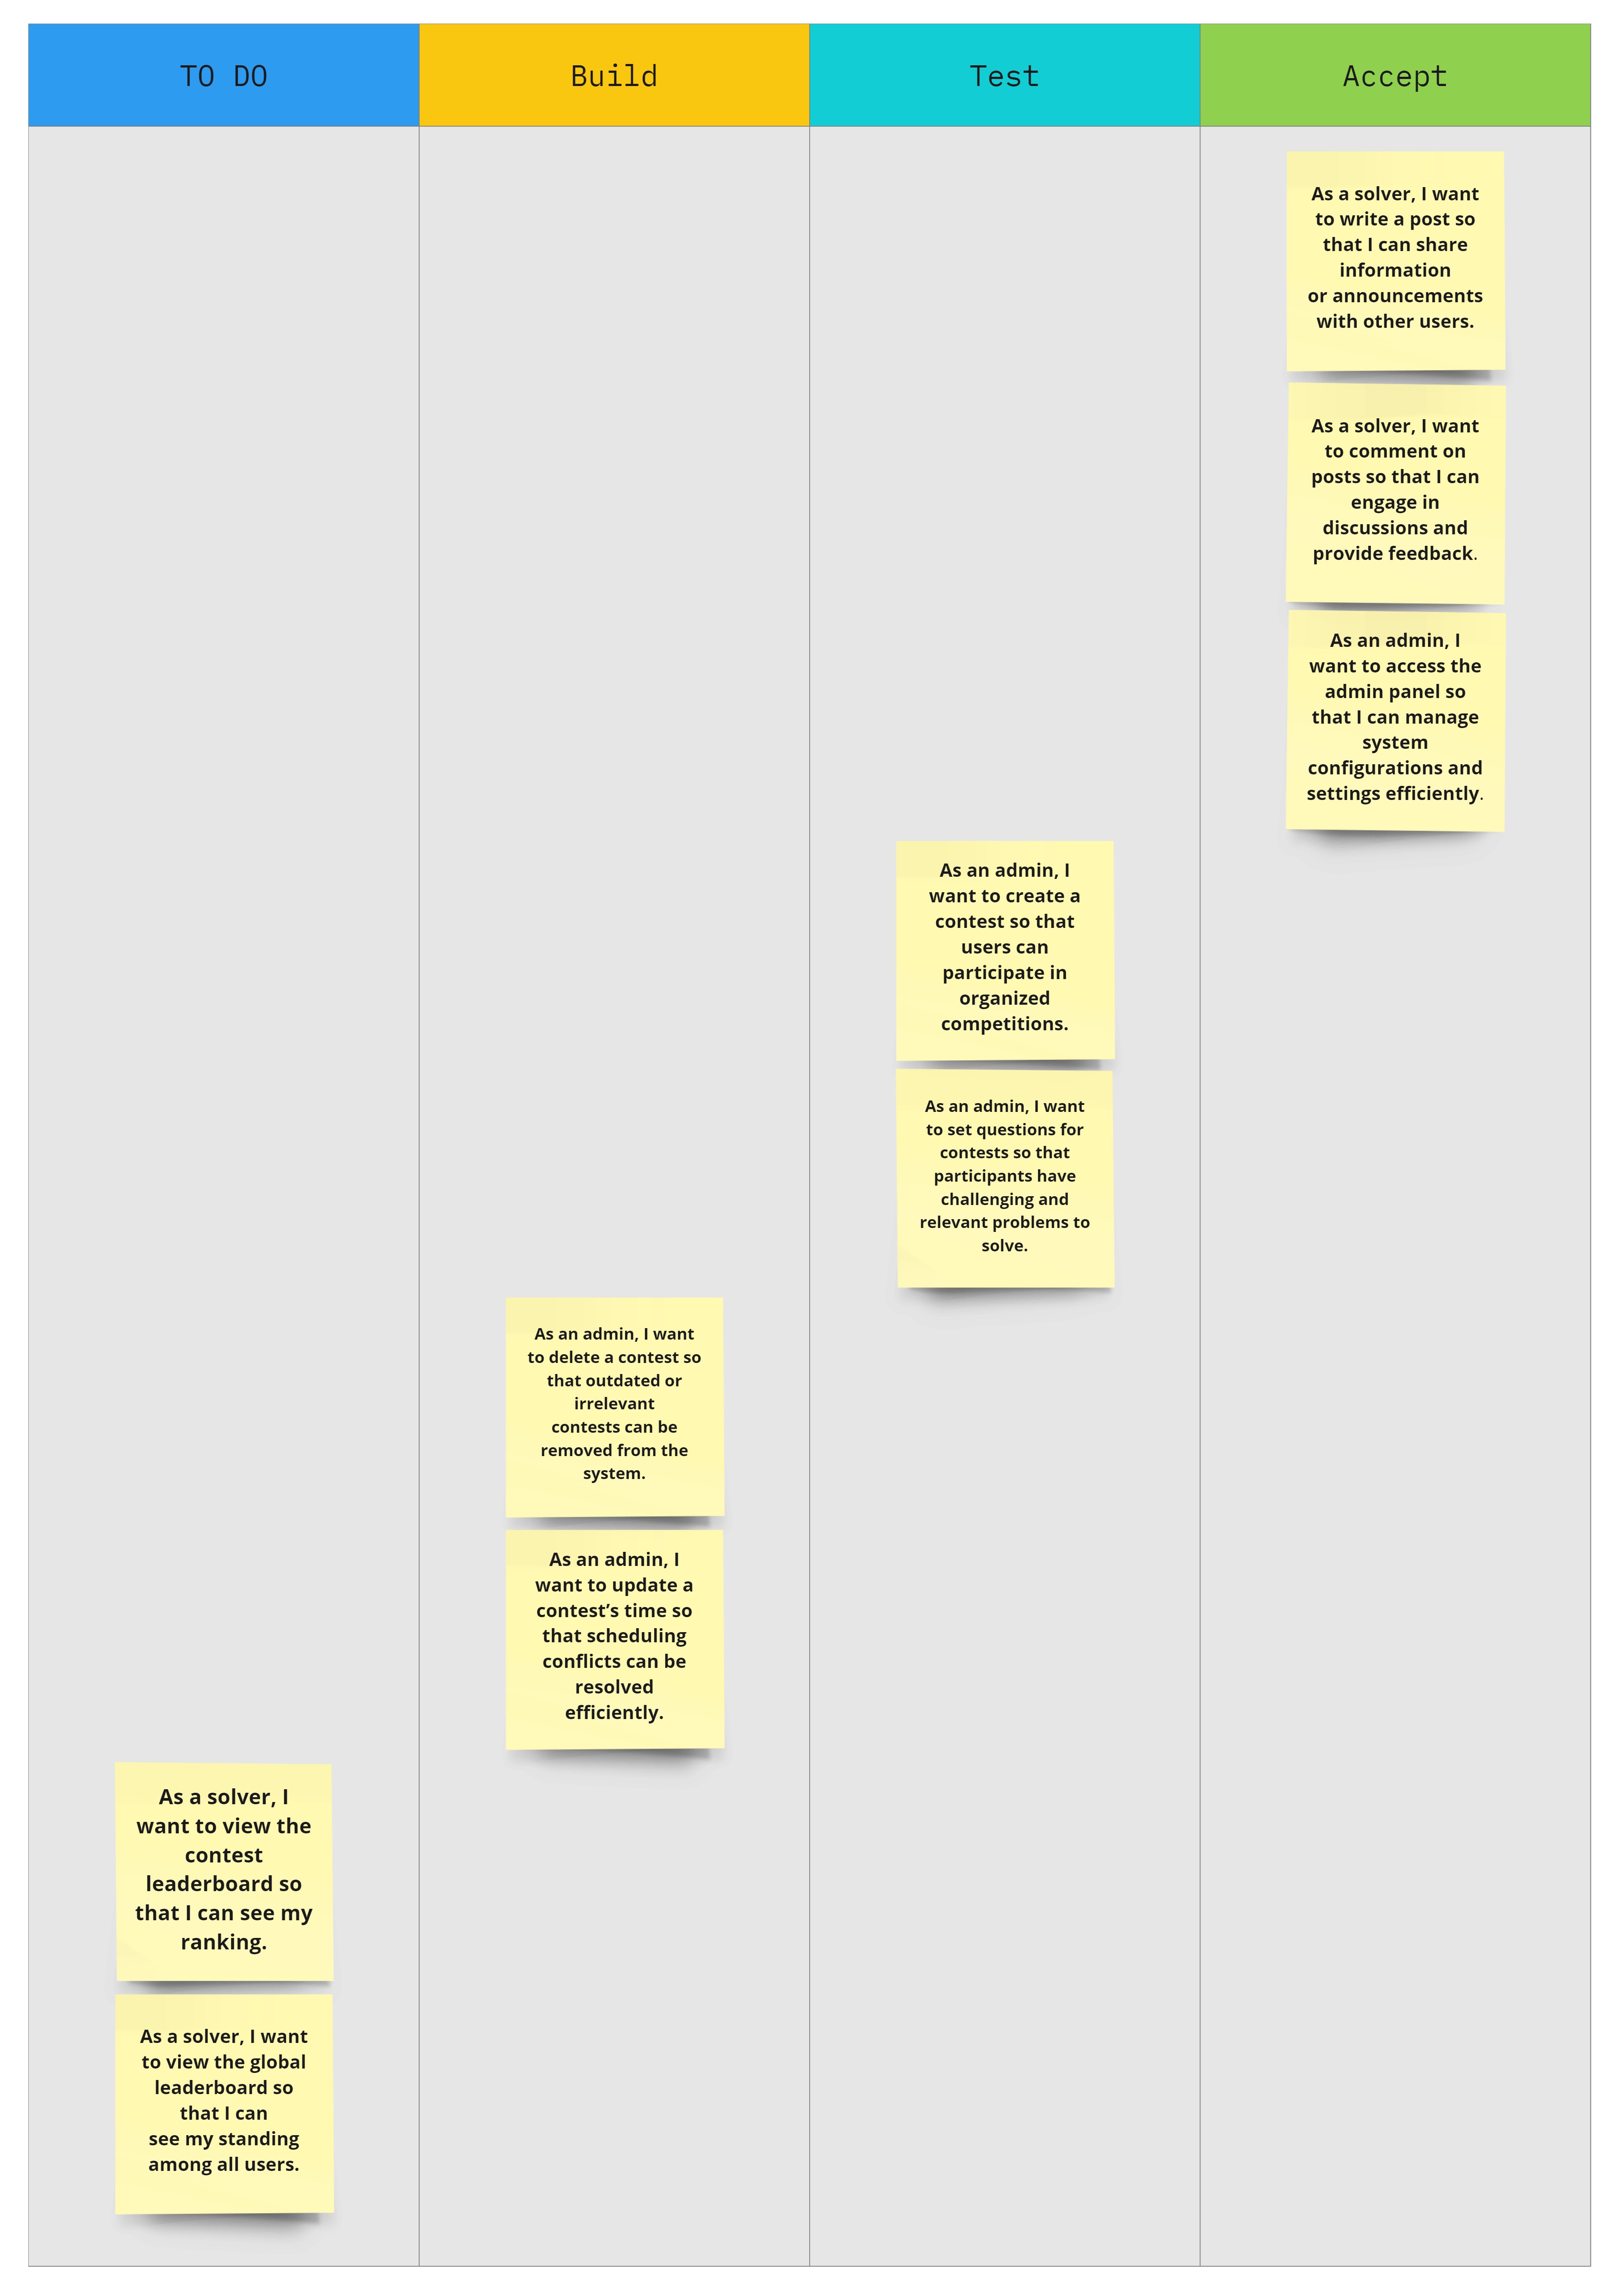 TO DO
Build
Test
Accept
As a solver, I want
to write a post so
that I can share
information
or announcements
with other users.
As a solver, I want
to comment on
posts so that I can
engage in
discussions and
provide feedback.
As an admin, I
want to access the
admin panel so
that I can manage
system
configurations and
settings efficiently.
As an admin, I
want to create a
contest so that
users can
participate in
organized
competitions.
As an admin, I want
to set questions for
contests so that
participants have
challenging and
relevant problems to
solve.
As an admin, I want
to delete a contest so
that outdated or
irrelevant
contests can be
removed from the
system.
As an admin, I
want to update a
contest’s time so
that scheduling
conflicts can be
resolved
efficiently.
As a solver, I
want to view the
contest
leaderboard so
that I can see my
ranking.
As a solver, I want
to view the global
leaderboard so
that I can
see my standing
among all users.